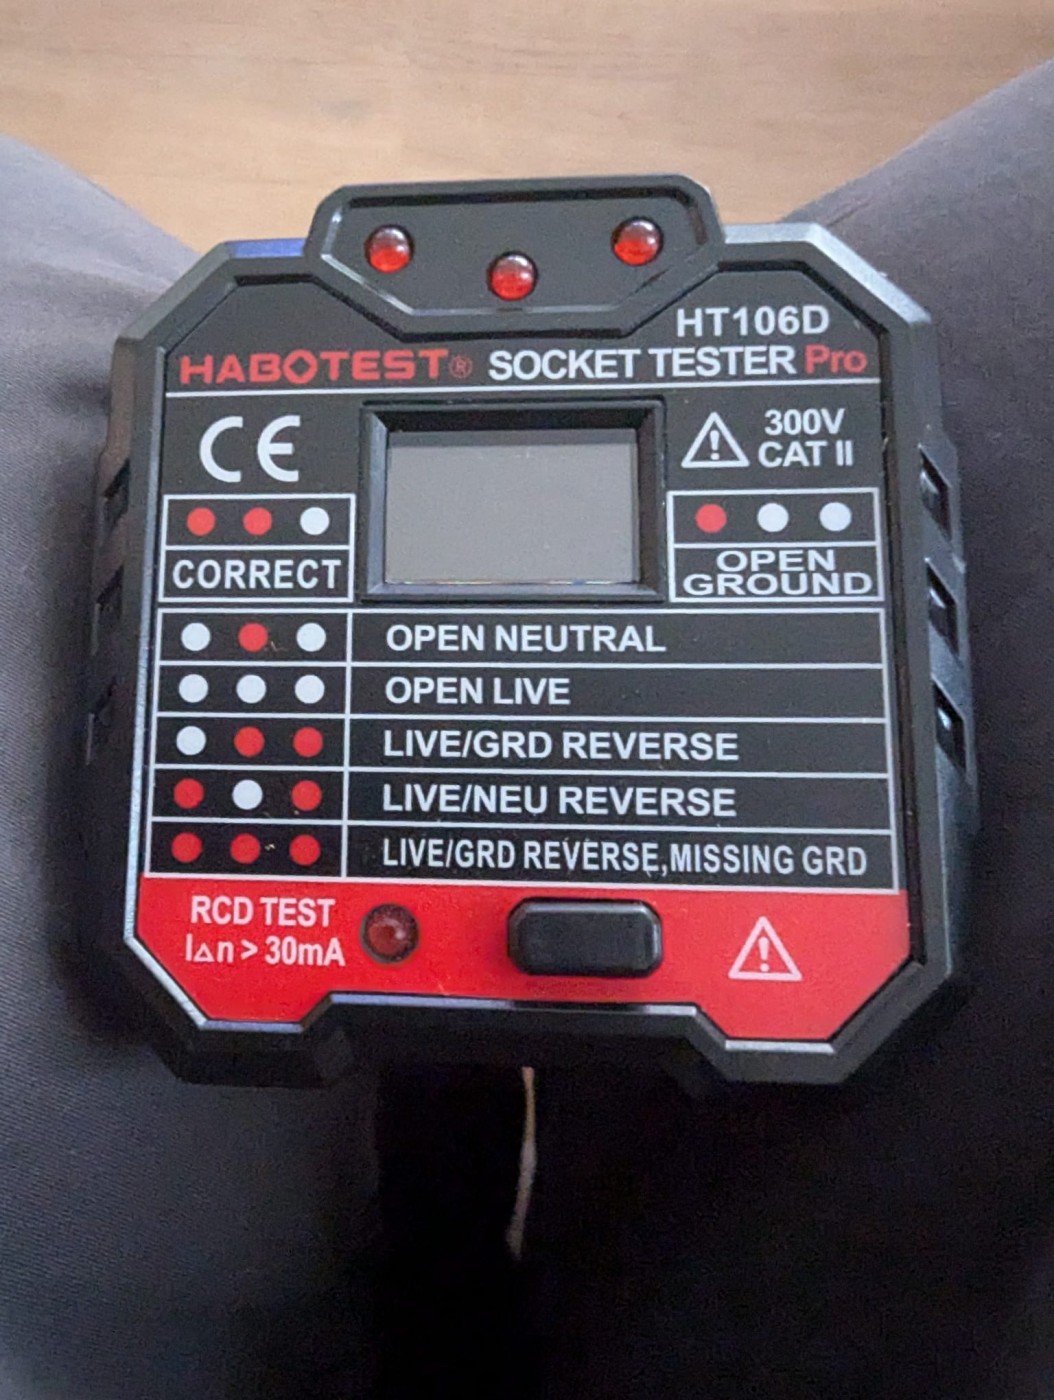 HT106D
HABOTEST® SOCKET TESTER Pro
CE
300V
CAT II
CORRECT
OPEN
GROUND
OPEN NEUTRAL
OPEN LIVE
LIVE/GRD REVERSE
LIVE/NEU REVERSE
LIVE/GRD REVERSE,MISSING GRD
RCD TEST
I△n > 30mA